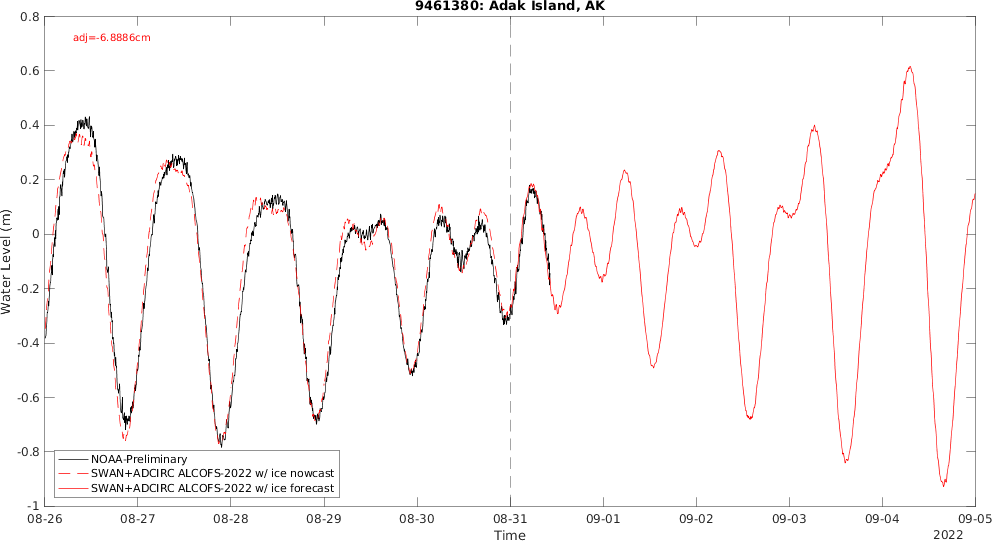 9461380: Adak Island, AK
adj=-6.8886cm
0.8
0.6
0.4
0.2
0
-0.2
-0.4
-0.6
-0.8
-1
Water Level (m)
NOAA-Preliminary
SWAN+ADCIRC ALCOFS-2022 w/ ice nowcast
SWAN+ADCIRC ALCOFS-2022 w/ ice forecast
08-26 08-27 08-28 08-29 08-30 08-31 09-01 09-02 09-03 09-04 09-05
Time
2022